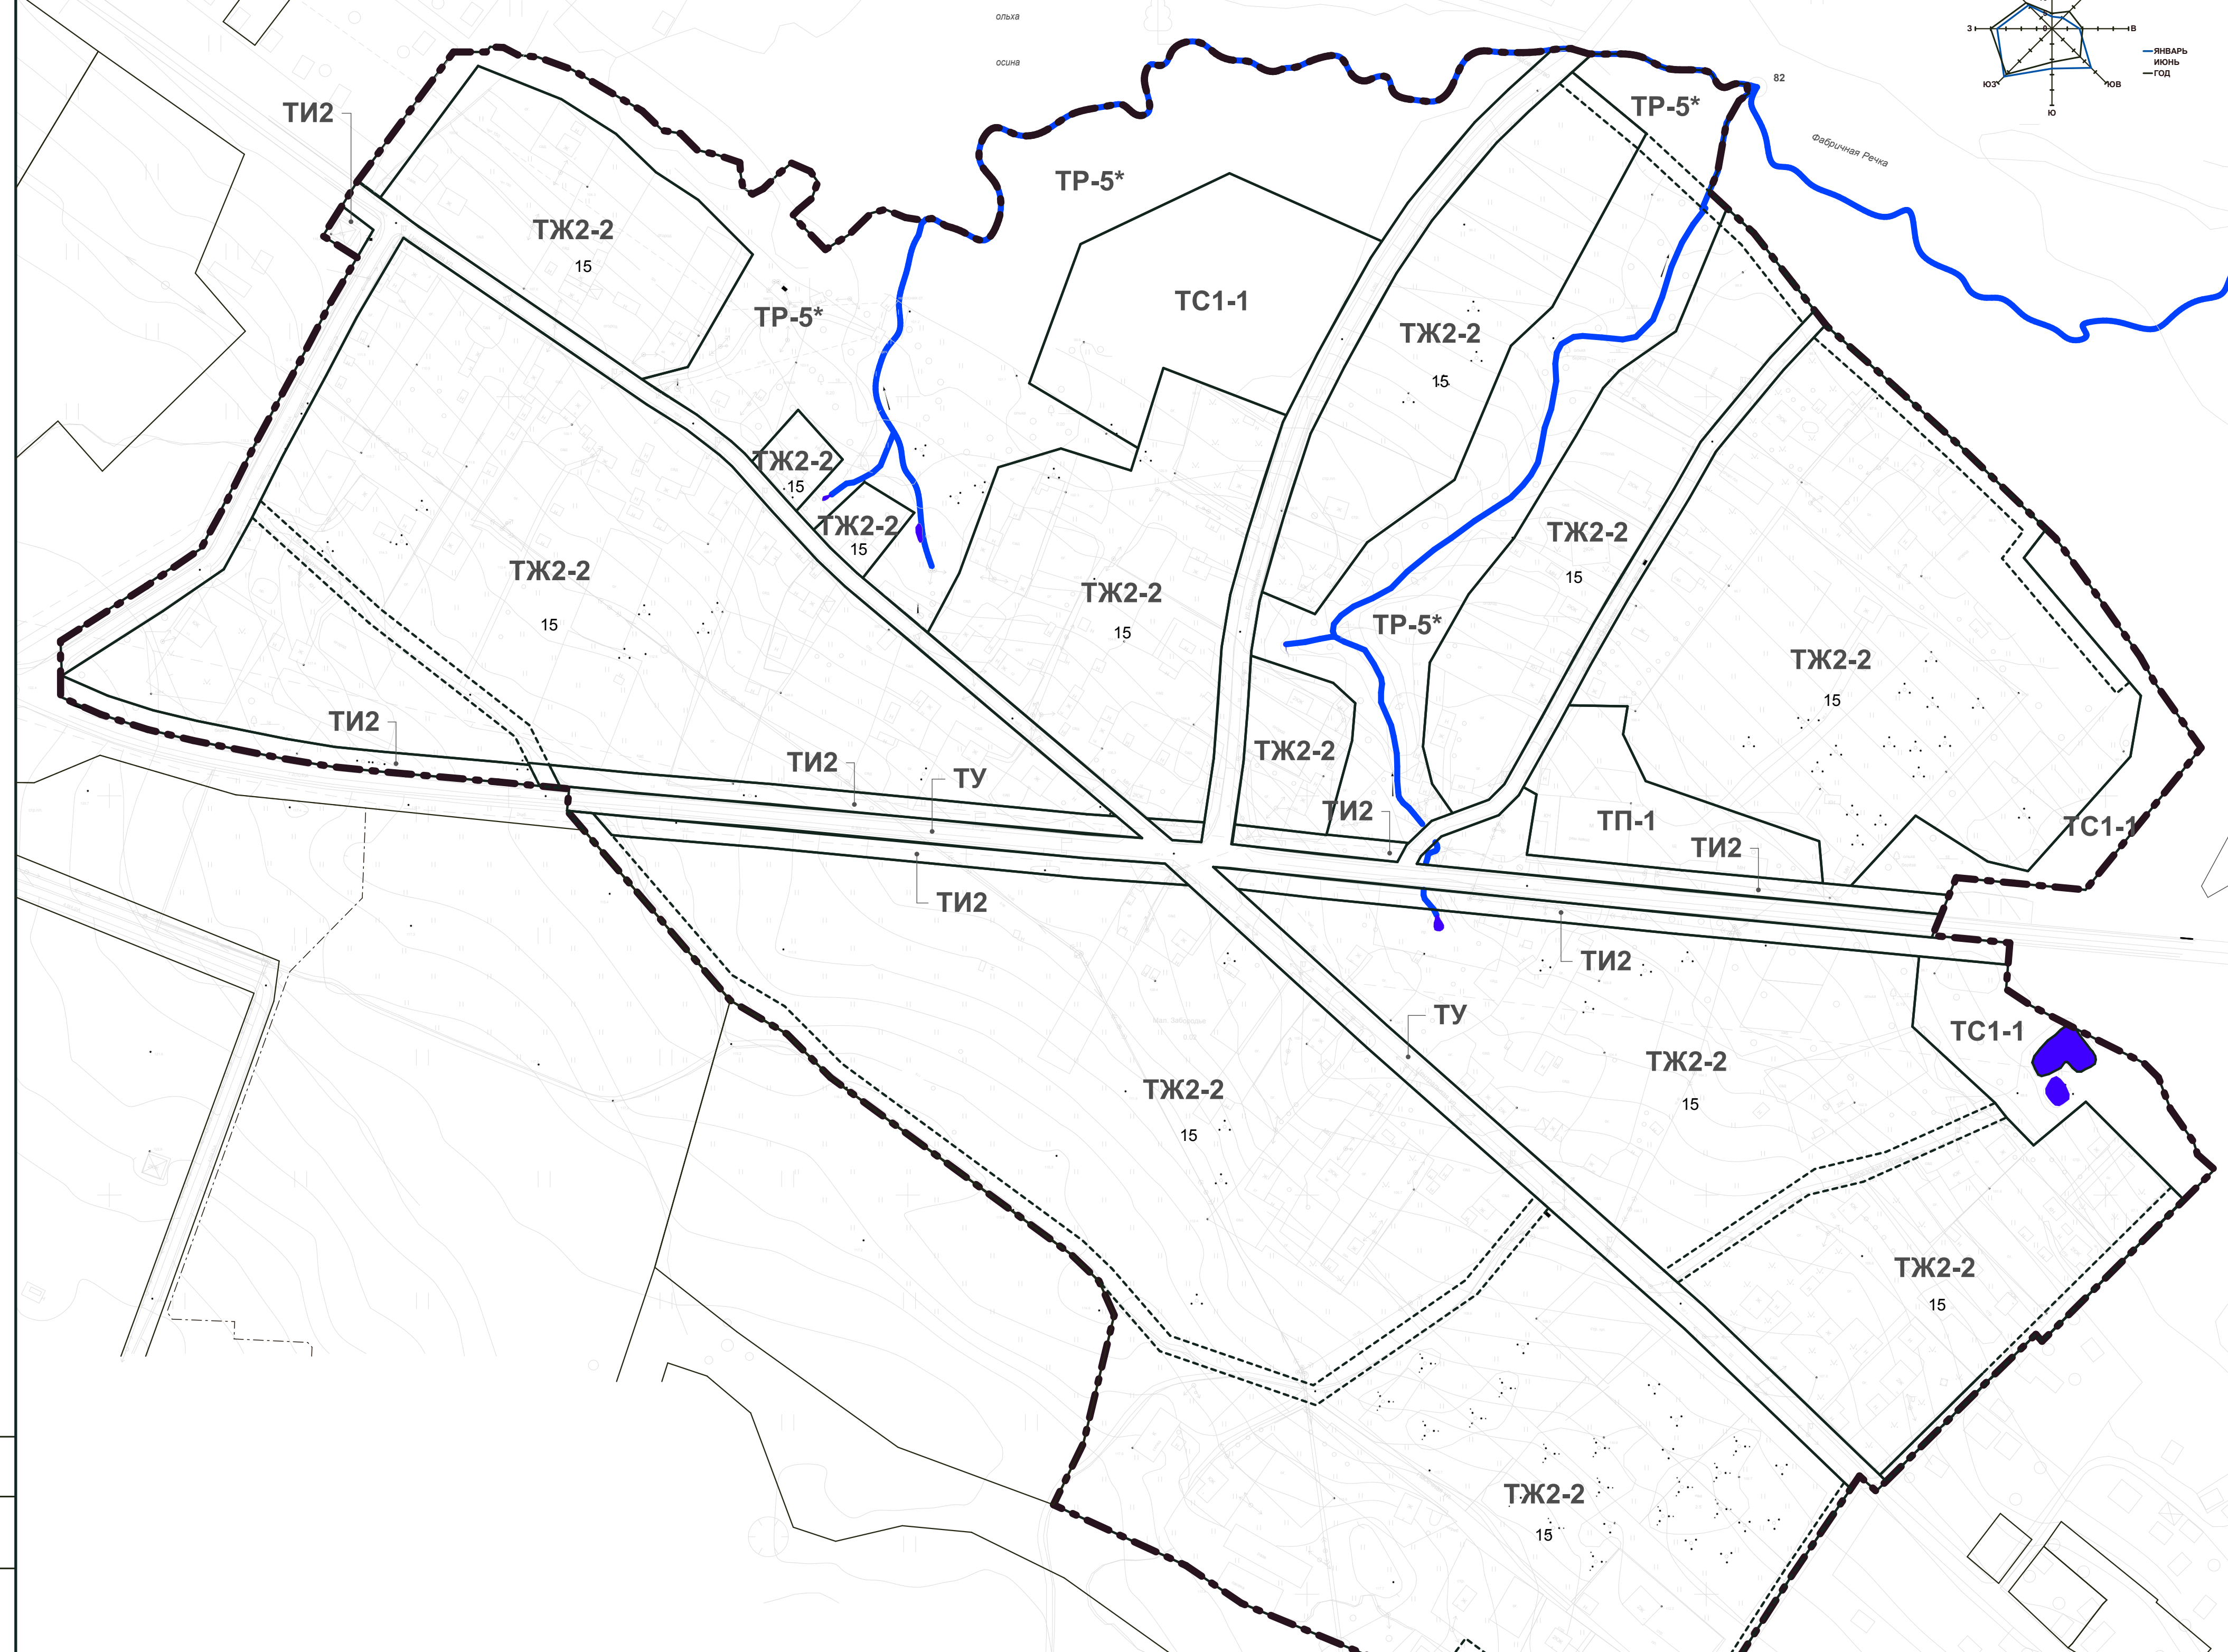 ольха
осина
З
В
ЮЗ
ЮВ
Ю
ЯНВАРЬ
ИЮНЬ
ГОД
82
Фабричная Речка
ТИ2
ТР-5*
ТР-5*
ТЖ2-2
15
ТР-5*
ТС1-1
ТЖ2-2
15
ТЖ2-2
15
ТЖ2-2
15
ТЖ2-2
15
ТЖ2-2
15
ТЖ2-2
15
ТР-5*
ТЖ2-2
15
ТИ2
ТИ2
ТУ
ТЖ2-2
ТИ2
ТП-1
ТС1-1
ТИ2
ТИ2
ТИ2
ТУ
ТС1-1
ТЖ2-2
15
ТЖ2-2
15
ТЖ2-2
15
ТЖ2-2
15